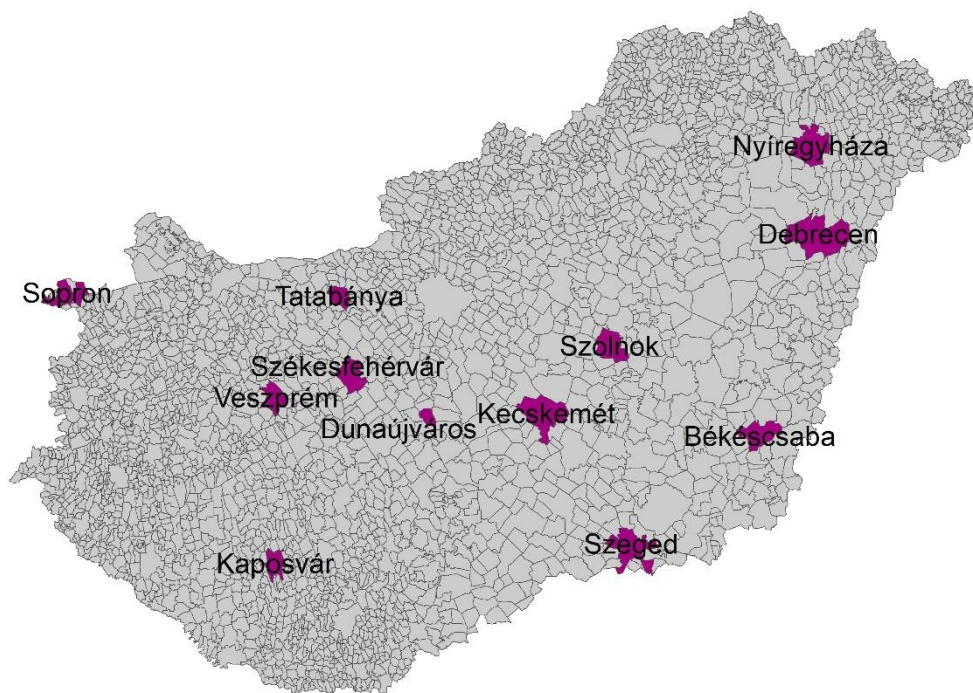 Nyíregyháza
Debrecen
Sopron
Tatabánya
Szolnok
Székesfehérvár
Veszprém
Dunaújváros
Kecskemét
Békéscsaba
Szeged
Kaposvár